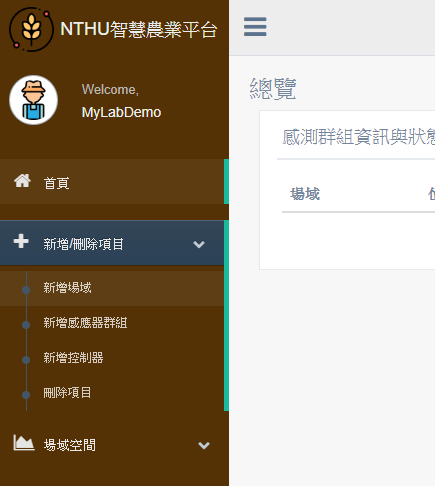 NTHU智慧農業平台
Welcome,
MyLabDemo
首頁
新增/刪除項目
新增場域
新增感應器群組
新增控制器
刪除項目
場域空間
總覽
感測群組資訊與狀
場域